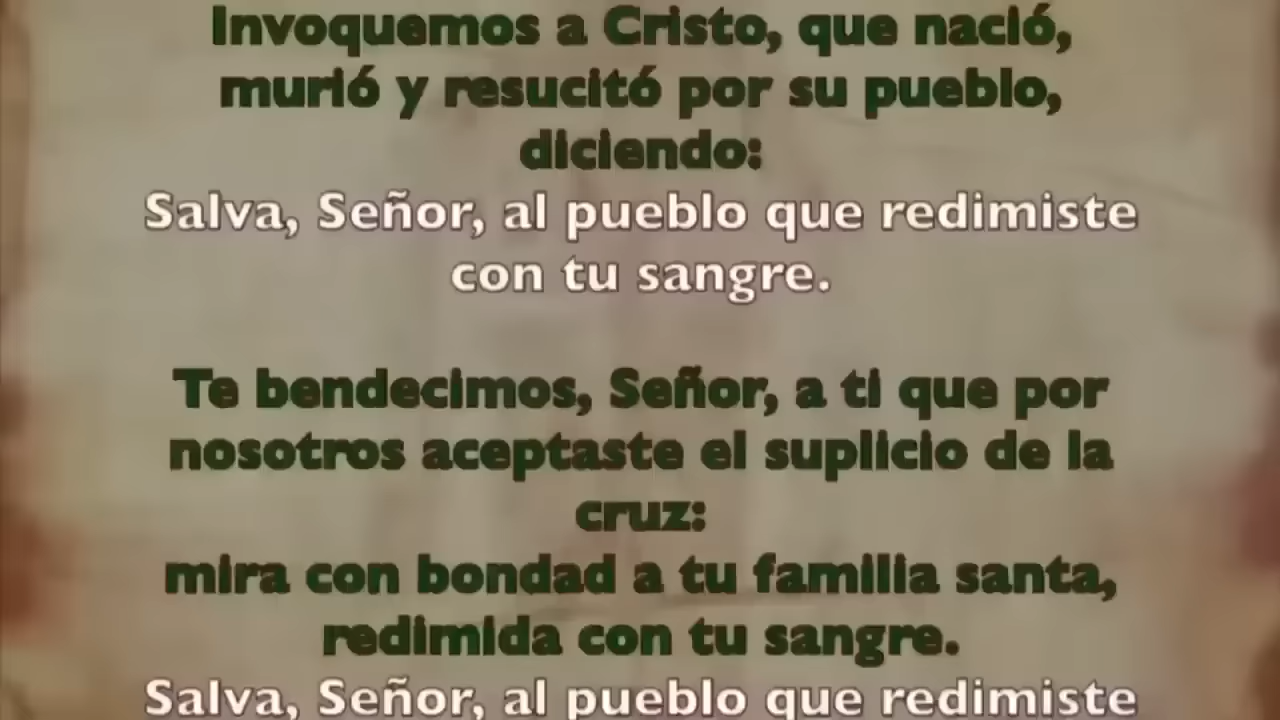 Invoquemos a Cristo, que nació,
murió y resucitó por su pueblo,
diciendo:
Salva, Señor, al pueblo que redimiste
con tu sangre.
Te bendecimos, Señor, a ti que por
nosotros aceptaste el suplicio de la
cruz:
mira con bondad a tu familia santa,
redimida con tu sangre.
Salva, Señor, al pueblo que redimiste